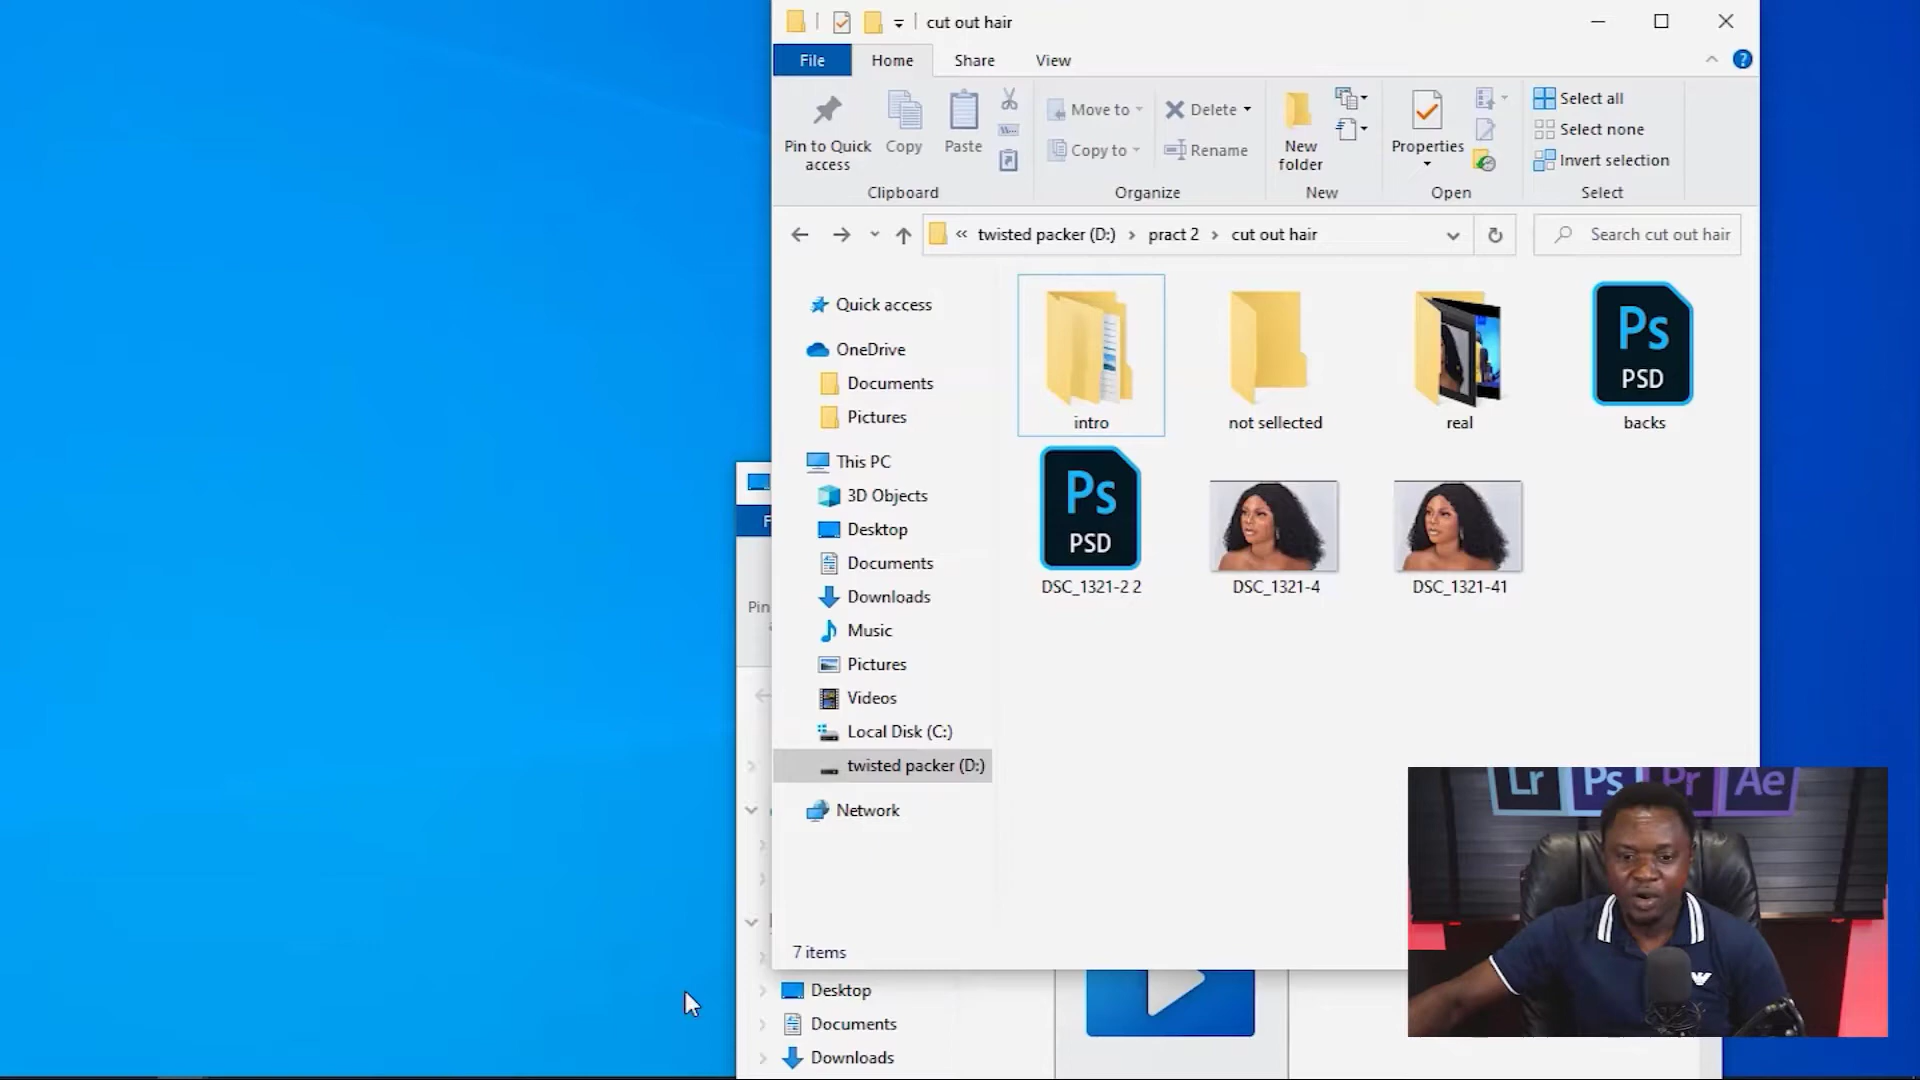 cut out hair
File Home Share View
Pin to Quick access
Copy
Paste
Move to
Copy to
Delete
Rename
New folder
Properties
Select all
Select none
Invert selection
Clipboard Organize New Open Select
« twisted packer (D:) › pract 2 › cut out hair
Search cut out hair
Quick access
OneDrive
Documents
Pictures
This PC
3D Objects
Desktop
Documents
Downloads
Music
Pictures
Videos
Local Disk (C:)
twisted packer (D:)
Network
intro
not sellected
real
Ps
PSD
backs
Ps
PSD
DSC_1321-2 2
DSC_1321-4
DSC_1321-41
7 items
F
Pin
Desktop
Documents
Downloads
Lr Ps Pr Ae